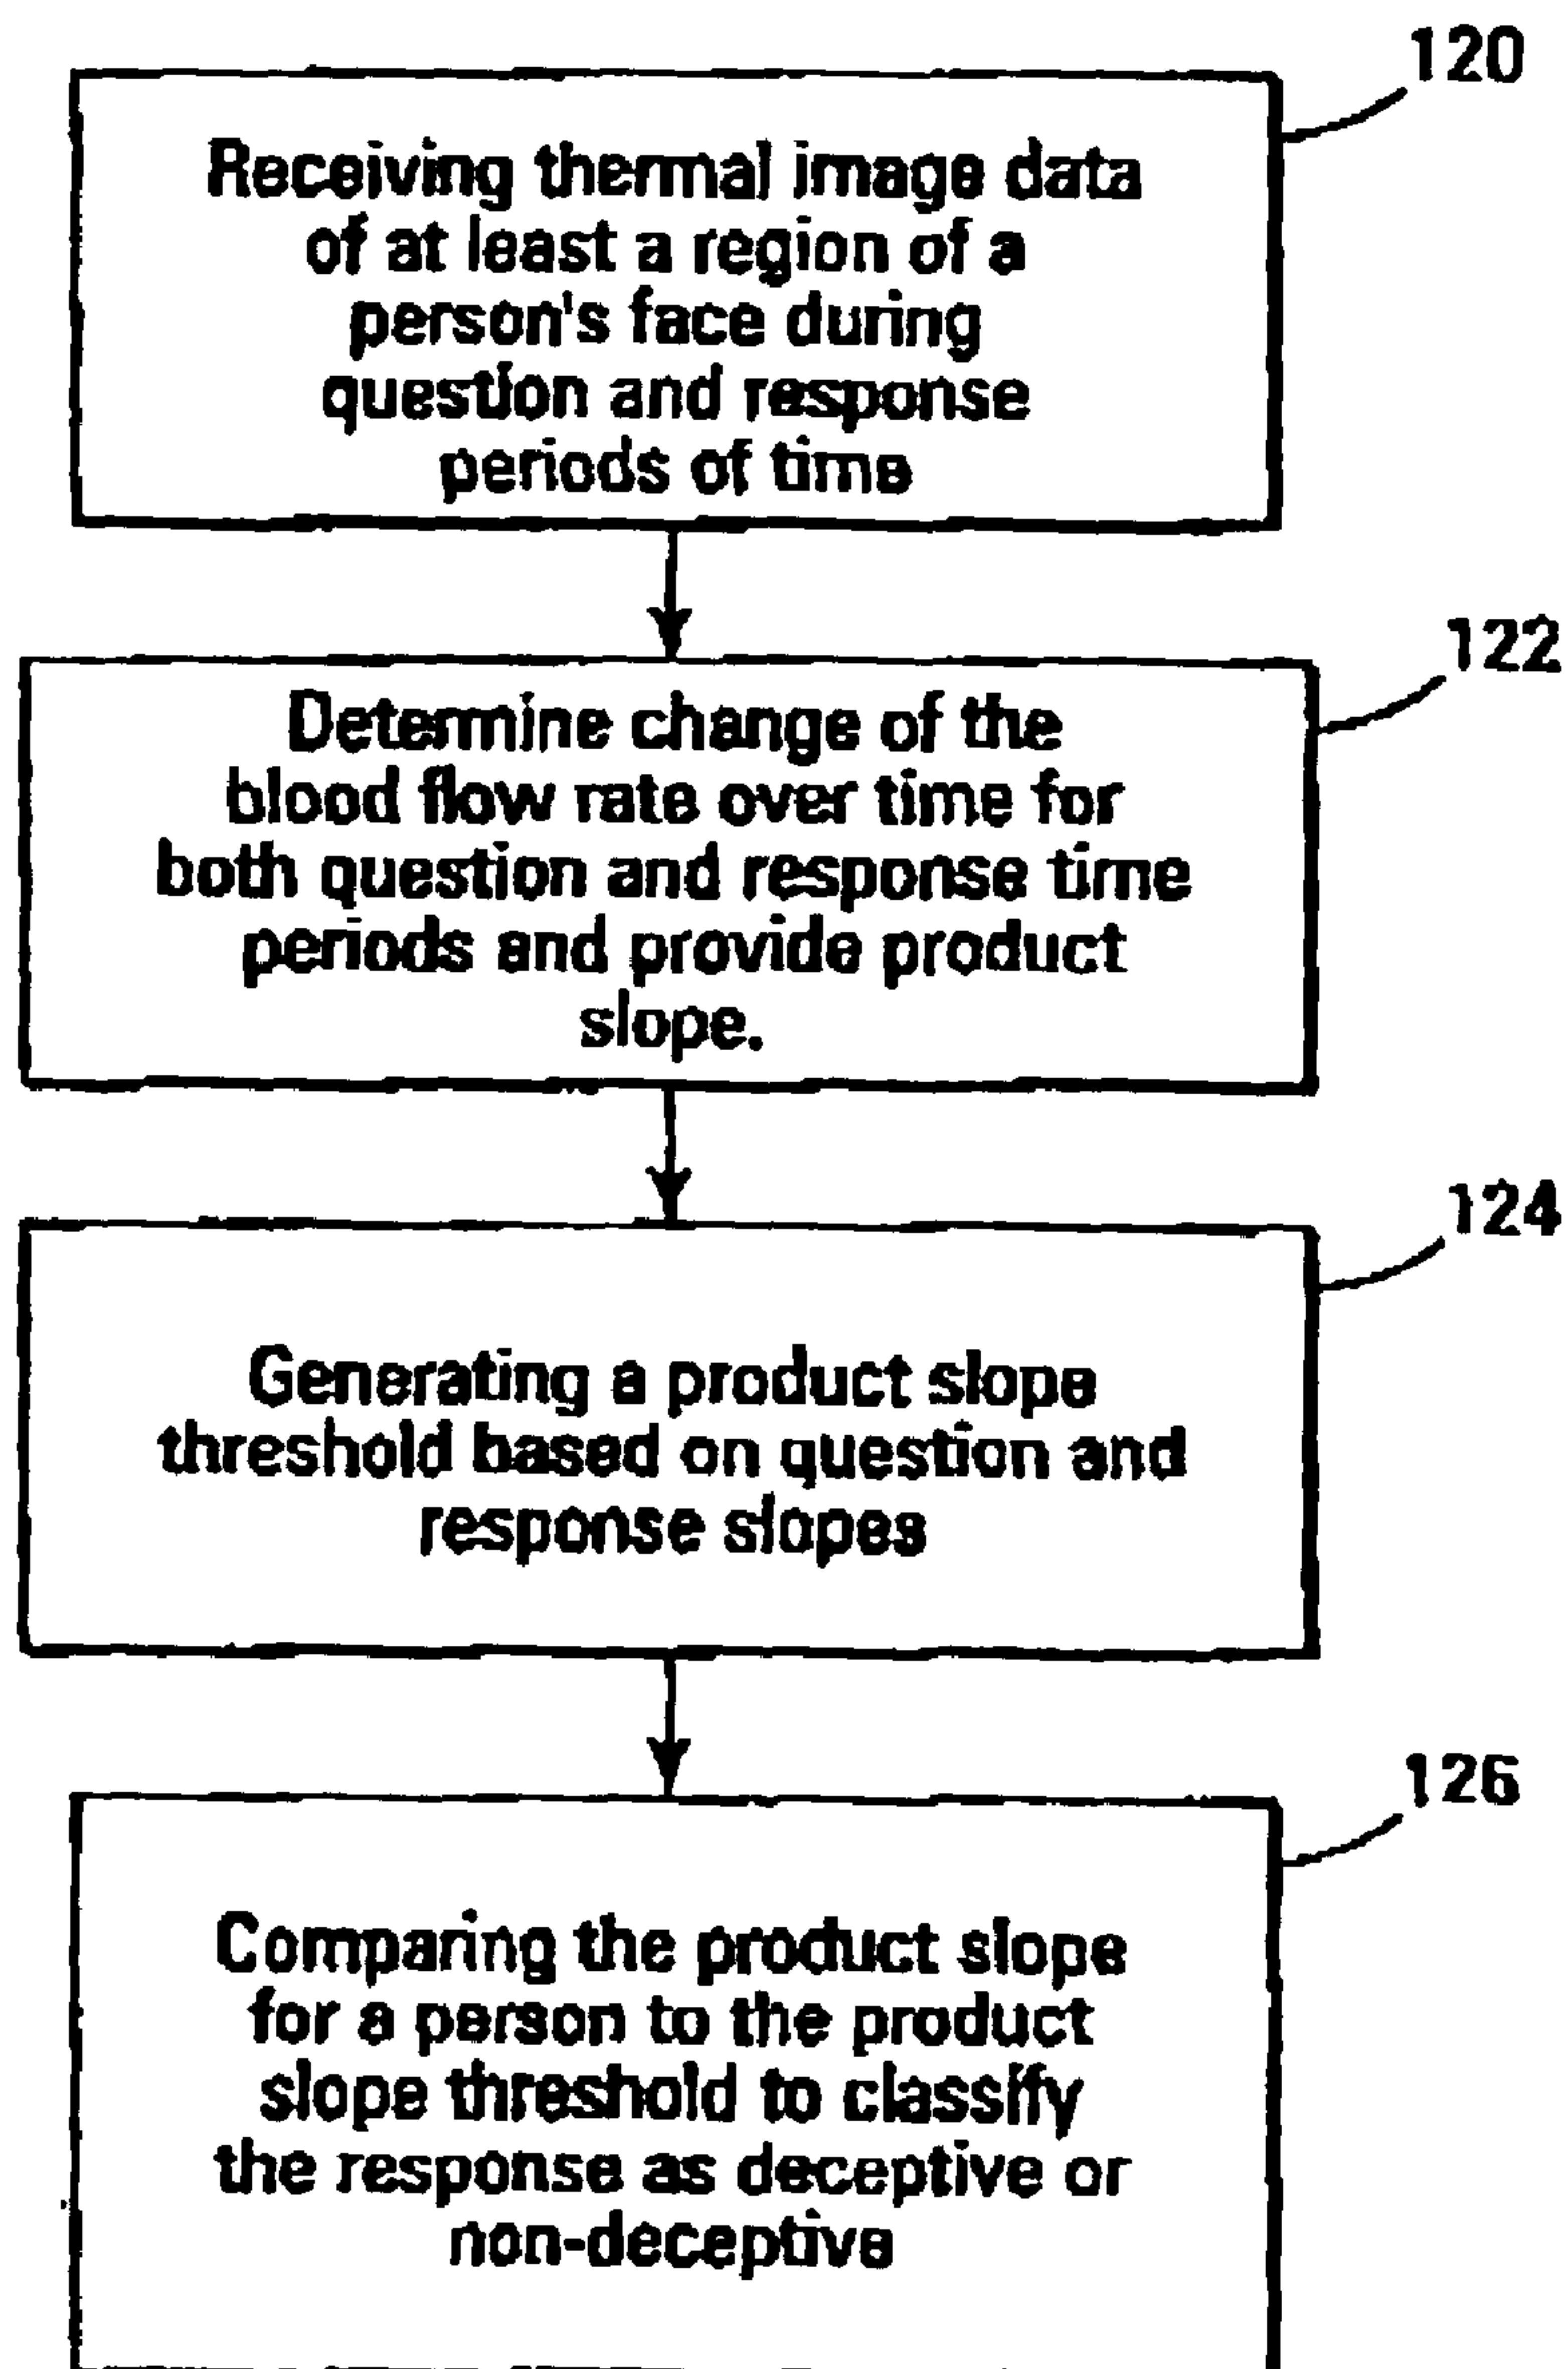 120
Receiving thermal image data
of at least a region of a
person's face during
question and response
periods of time
122
Determine change of the
blood flow rate over time for
both question and response time
periods and provide product
slope.
124
Generating a product slope
threshold based on question and
response slopes
126
Comparing the product slope
for a person to the product
slope threshold to classify
the response as deceptive or
non-deceptive